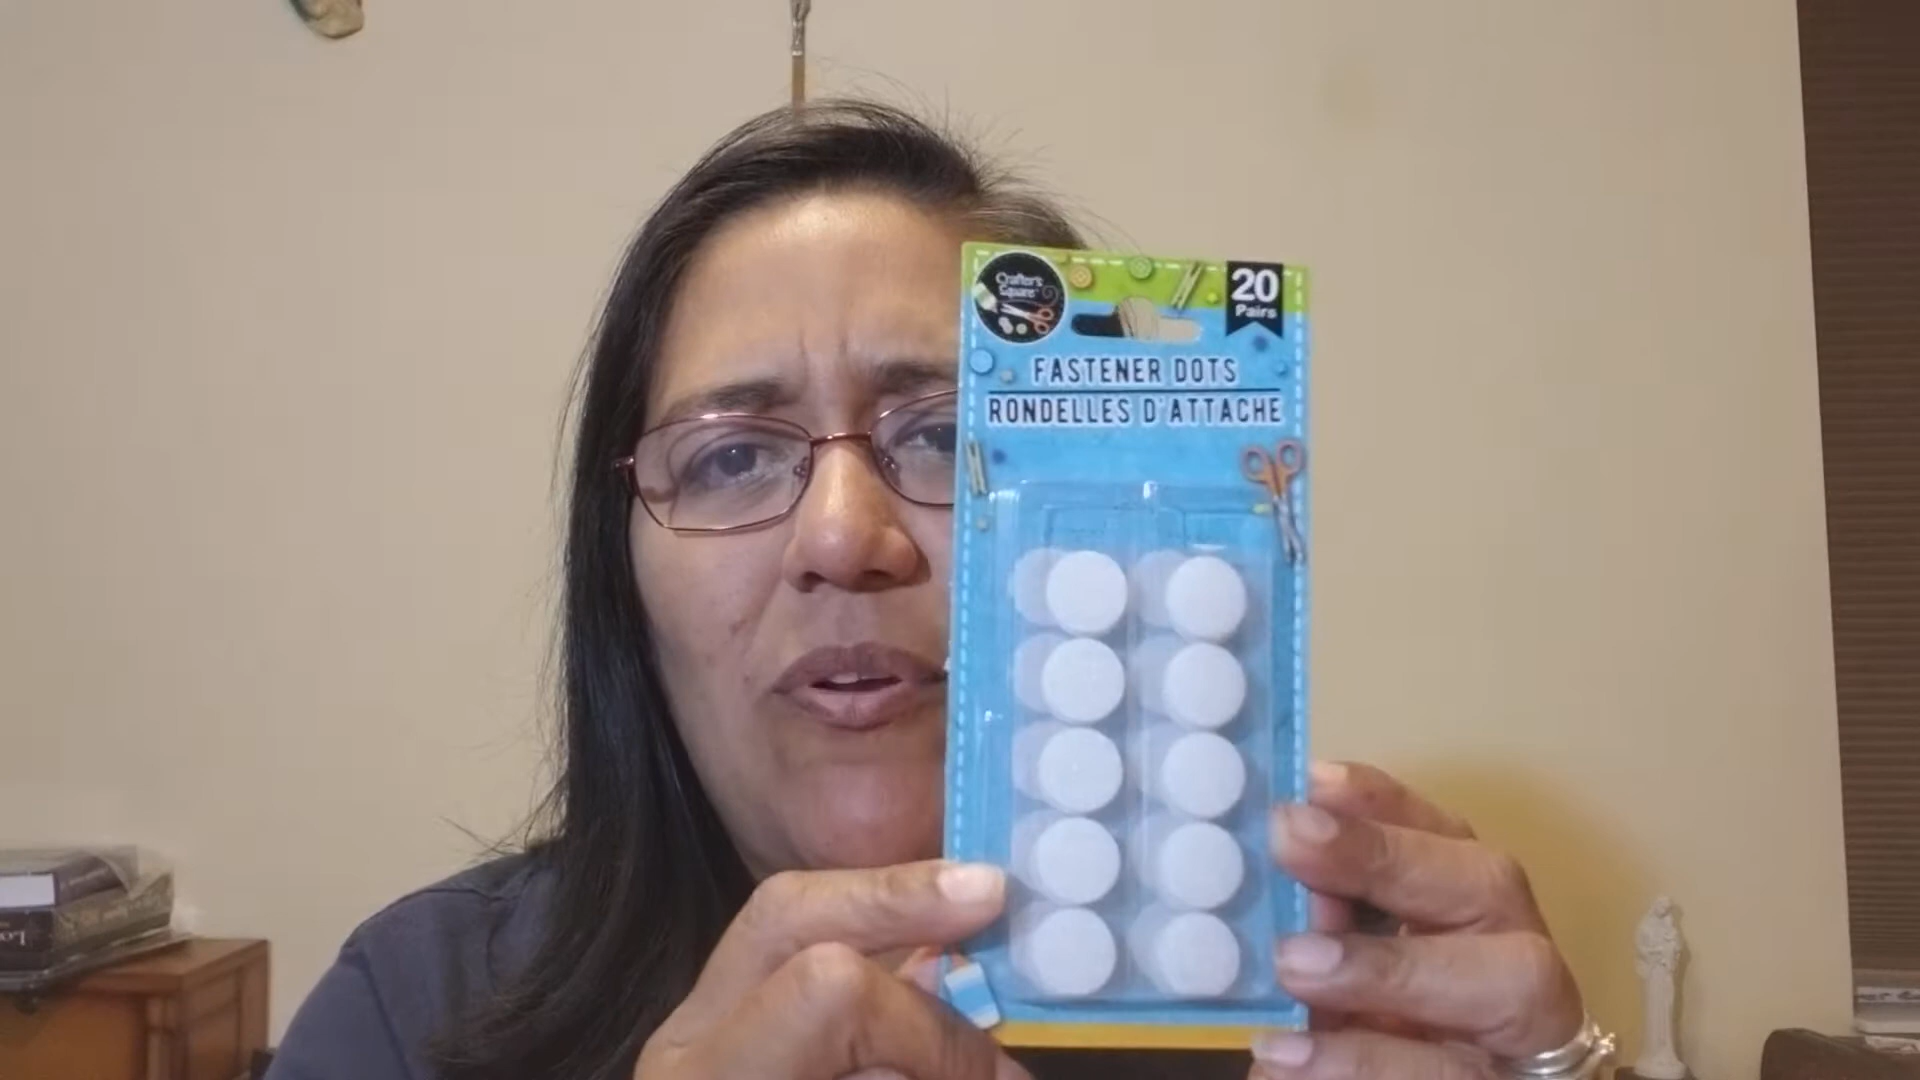 Crafter's
Square
20
Pairs
FASTENER DOTS
RONDELLES D'ATTACHE